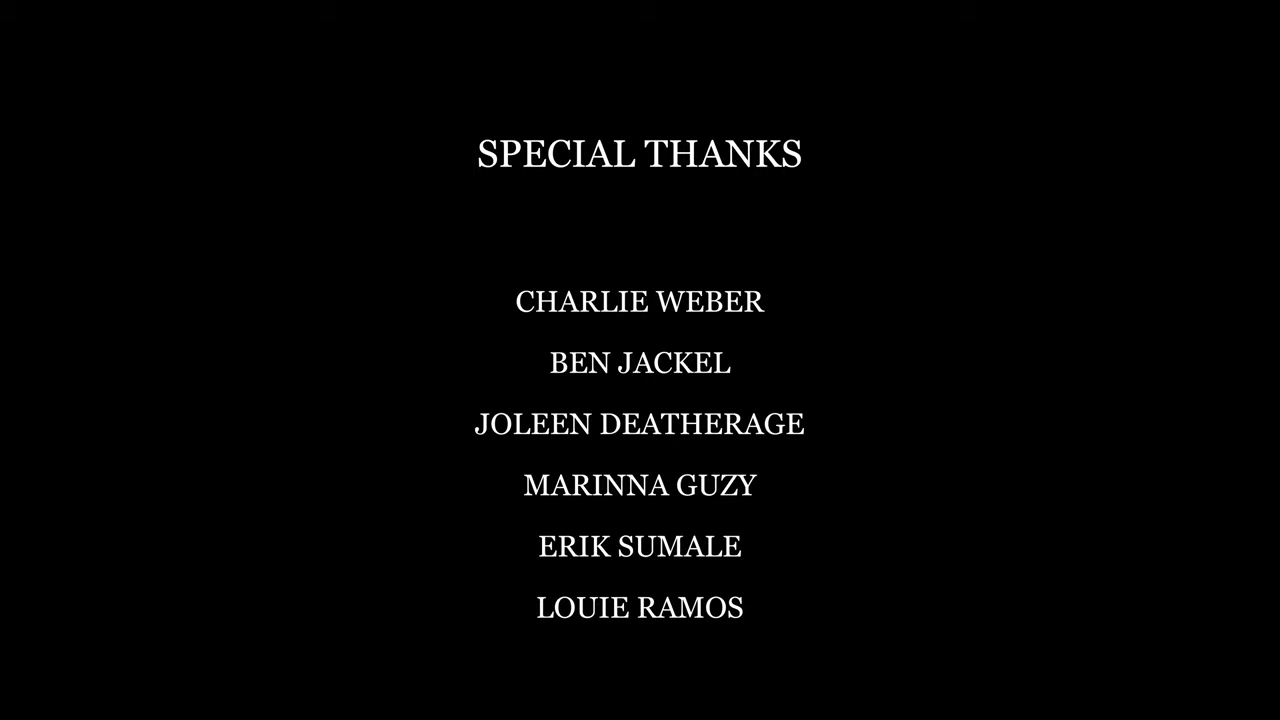 SPECIAL THANKS
CHARLIE WEBER
BEN JACKEL
JOLEEN DEATHERAGE
MARINNA GUZY
ERIK SUMALE
LOUIE RAMOS